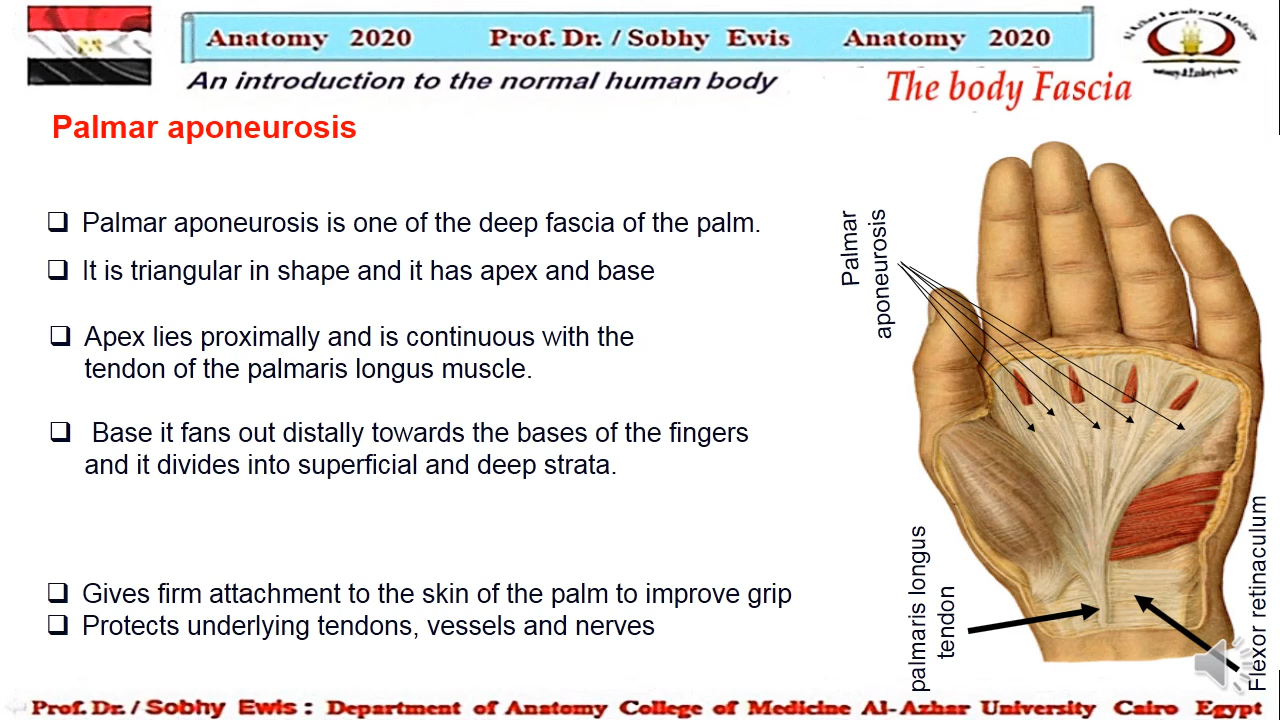 Anatomy 2020 Prof. Dr. / Sobhy Ewis Anatomy 2020
An introduction to the normal human body
The body Fascia
Palmar aponeurosis
❑ Palmar aponeurosis is one of the deep fascia of the palm.
❑ It is triangular in shape and it has apex and base
❑ Apex lies proximally and is continuous with the
tendon of the palmaris longus muscle.
❑ Base it fans out distally towards the bases of the fingers
and it divides into superficial and deep strata.
❑ Gives firm attachment to the skin of the palm to improve grip
❑ Protects underlying tendons, vessels and nerves
Palmar
aponeurosis
palmaris longus
tendon
Flexor retinaculum
Prof. Dr. / Sobhy Ewis : Department of Anatomy College of Medicine Al-Azhar University Cairo Egypt